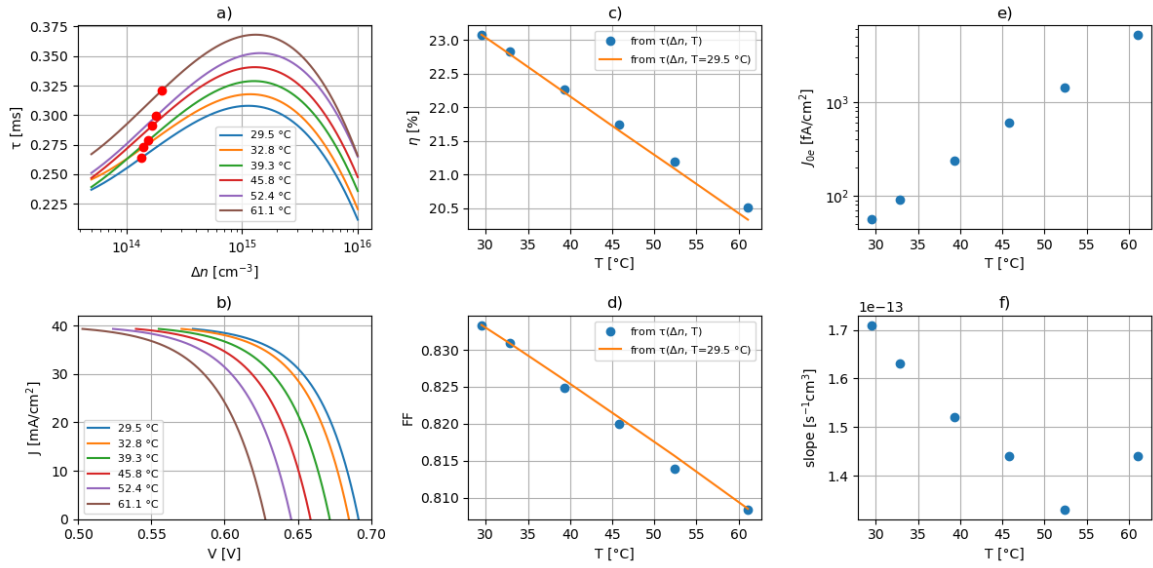 a)
0.375
0.350
0.325
0.300
0.275
0.250
0.225
τ [ms]
29.5 °C
32.8 °C
39.3 °C
45.8 °C
52.4 °C
61.1 °C
10^14
10^15
10^16
Δn [cm^−3]
c)
23.0
22.5
22.0
21.5
21.0
20.5
η [%]
from τ(Δn, T)
from τ(Δn, T=29.5 °C)
30 35 40 45 50 55 60
T [°C]
e)
10^3
10^2
J_0e [fA/cm^2]
30 35 40 45 50 55 60
T [°C]
b)
40
30
20
10
0
J [mA/cm^2]
29.5 °C
32.8 °C
39.3 °C
45.8 °C
52.4 °C
61.1 °C
0.50 0.55 0.60 0.65 0.70
V [V]
d)
0.830
0.825
0.820
0.815
0.810
FF
from τ(Δn, T)
from τ(Δn, T=29.5 °C)
30 35 40 45 50 55 60
T [°C]
f)
1e−13
1.7
1.6
1.5
1.4
slope [s^−1cm^3]
30 35 40 45 50 55 60
T [°C]